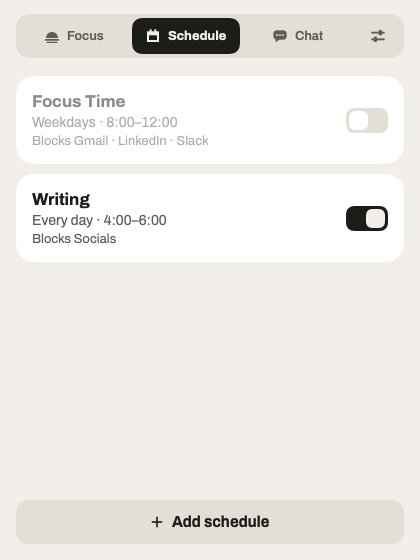 Focus
Schedule
Chat
Focus Time
Weekdays · 8:00–12:00
Blocks Gmail · LinkedIn · Slack
Writing
Every day · 4:00–6:00
Blocks Socials
+ Add schedule